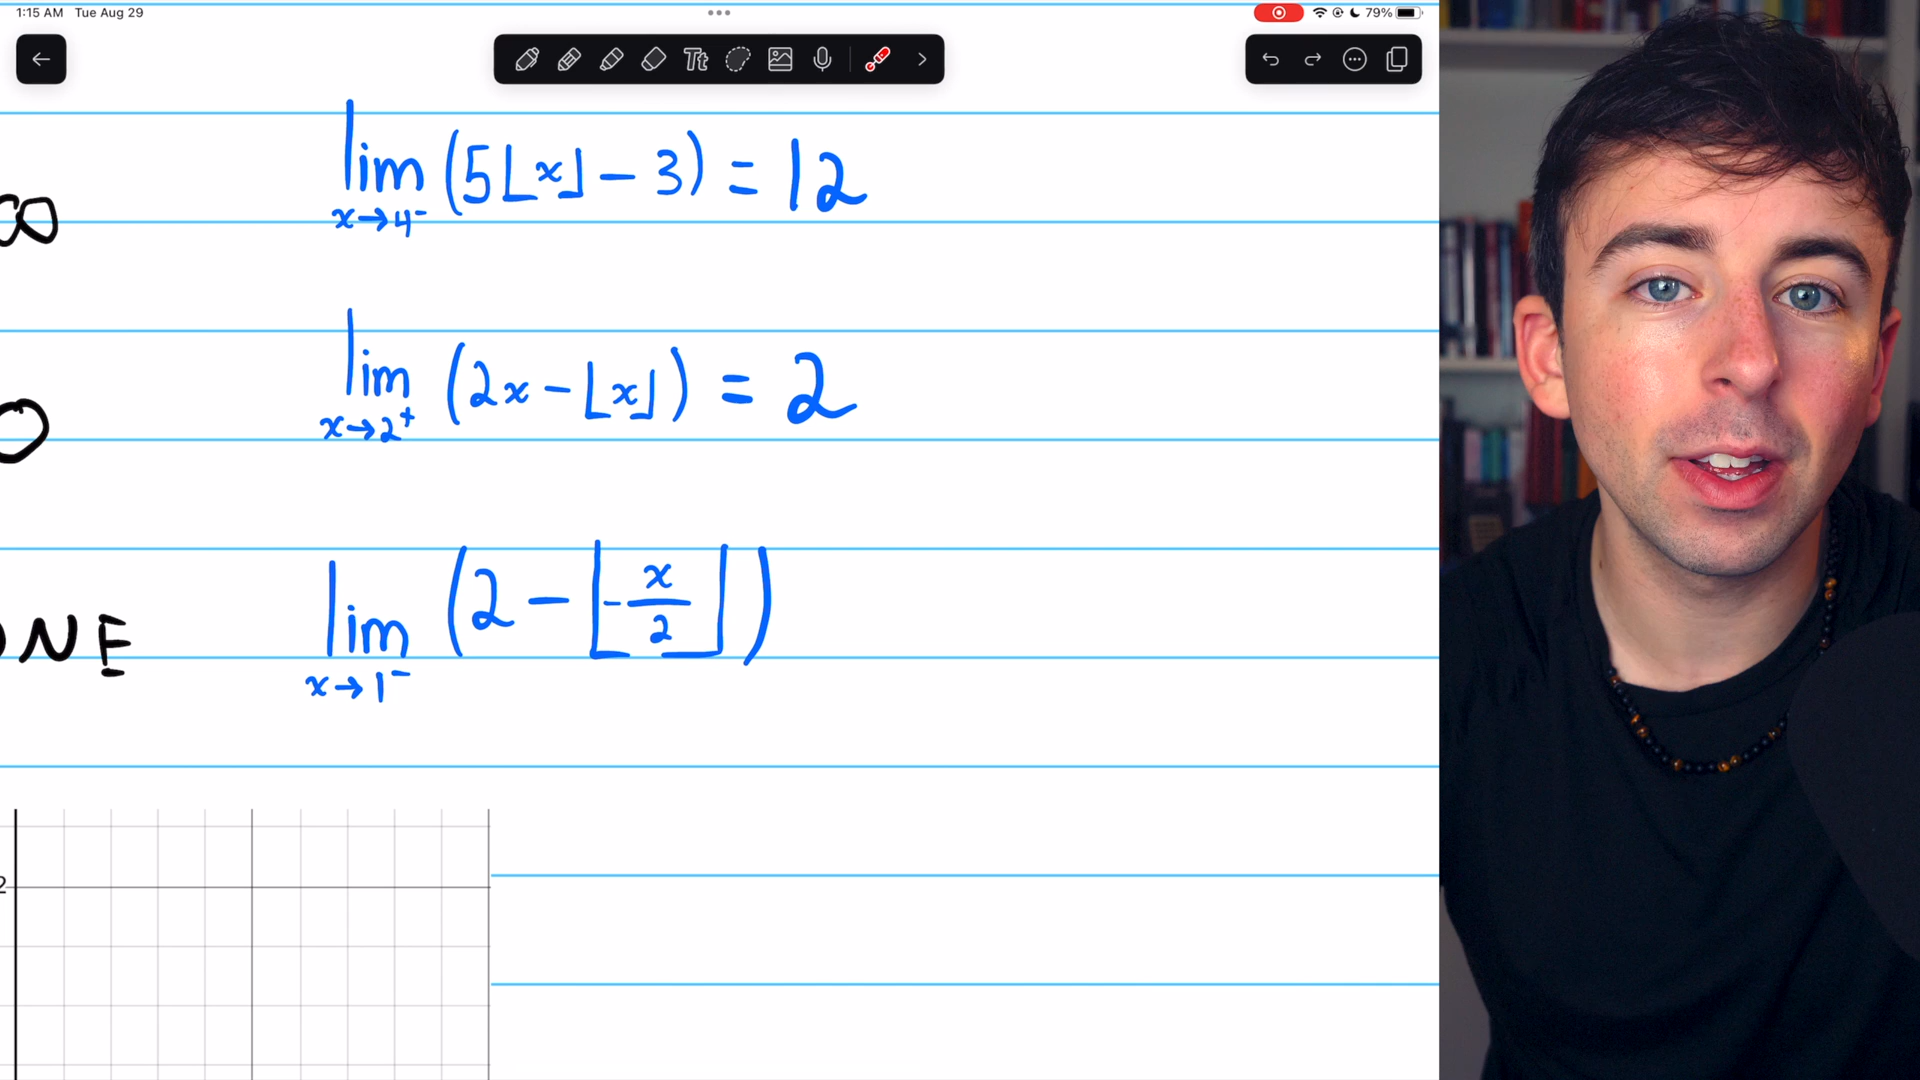 1:15 AM Tue Aug 29
79%
Tt
lim (5⌊x⌋ − 3) = 12
x→4⁻
∞
lim (2x − ⌊x⌋) = 2
x→2⁺
0
lim (2 − ⌊-x/2⌋)
x→1⁻
NE
2